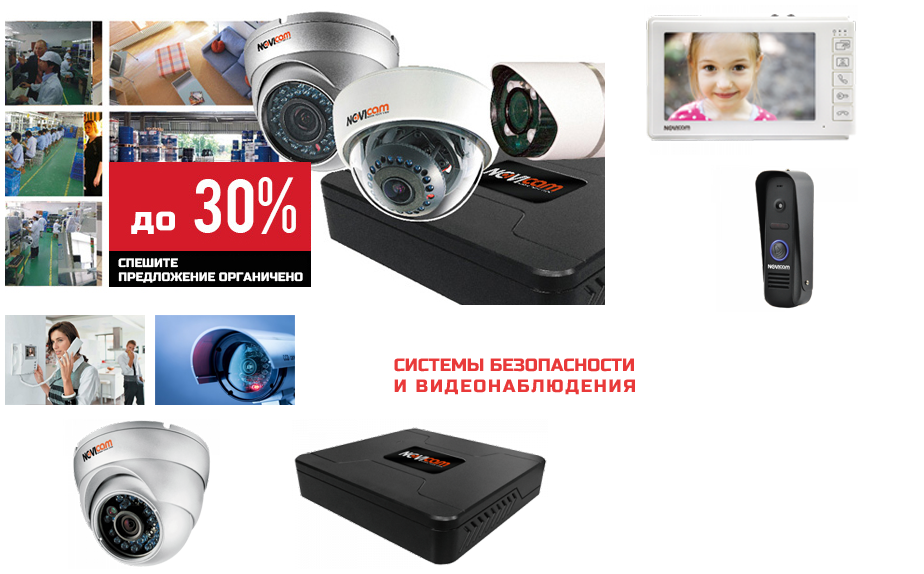 NOVIcam
NOVIcam
NOVIcam
NOVIcam
до 30%
СПЕШИТЕ
ПРЕДЛОЖЕНИЕ ОРГАНИЧЕНО
NOVIcam
СИСТЕМЫ БЕЗОПАСНОСТИ
И ВИДЕОНАБЛЮДЕНИЯ
NOVIcam
NOVIcam